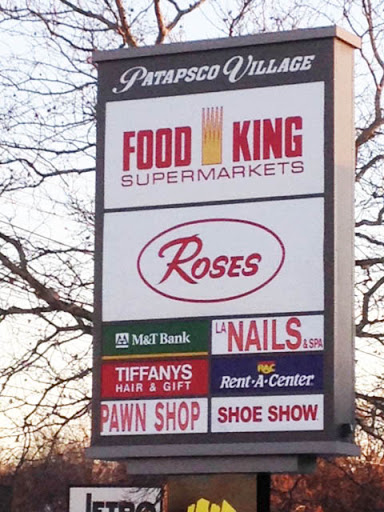 PATAPSCO VILLAGE
FOOD KING
SUPERMARKETS
ROSES
M&T Bank
LA NAILS & SPA
TIFFANYS
HAIR & GIFT
RAC
Rent-A-Center
PAWN SHOP
SHOE SHOW